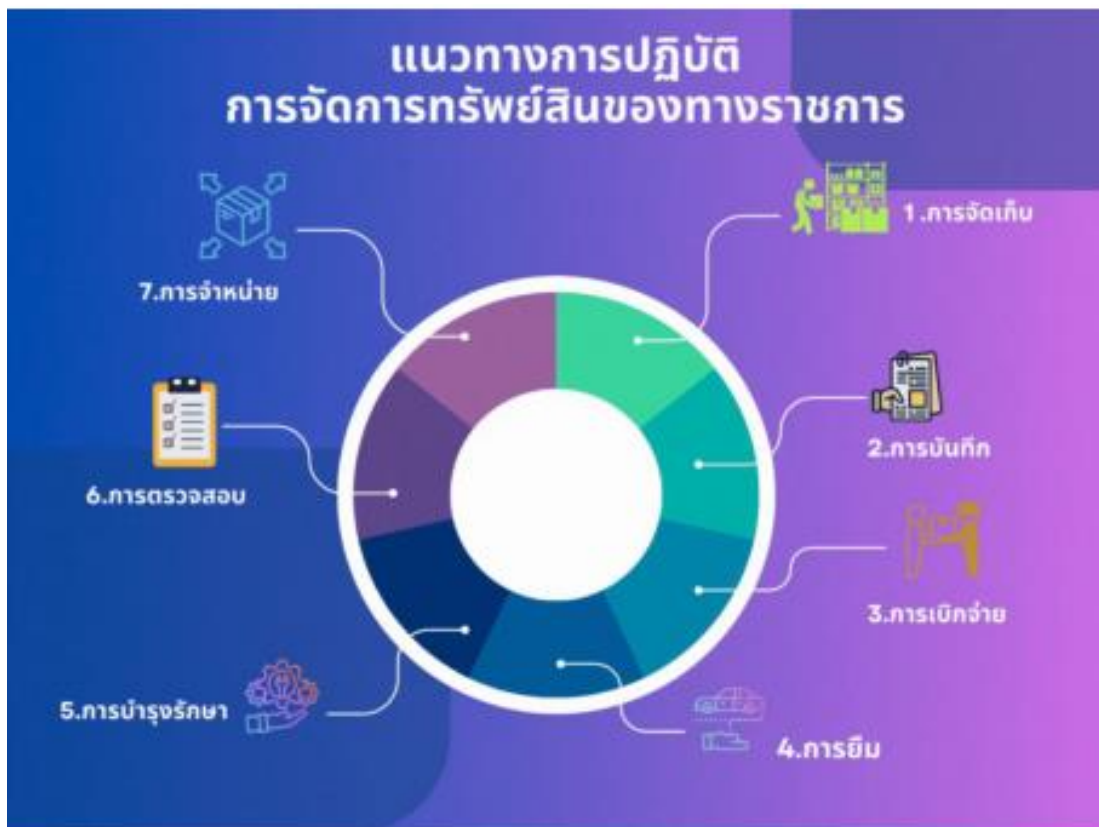 แนวทางการปฏิบัติ
การจัดการทรัพย์สินของทางราชการ
1.การจัดเก็บ
2.การบันทึก
3.การเบิกจ่าย
4.การยืม
5.การบำรุงรักษา
6.การตรวจสอบ
7.การจำหน่าย